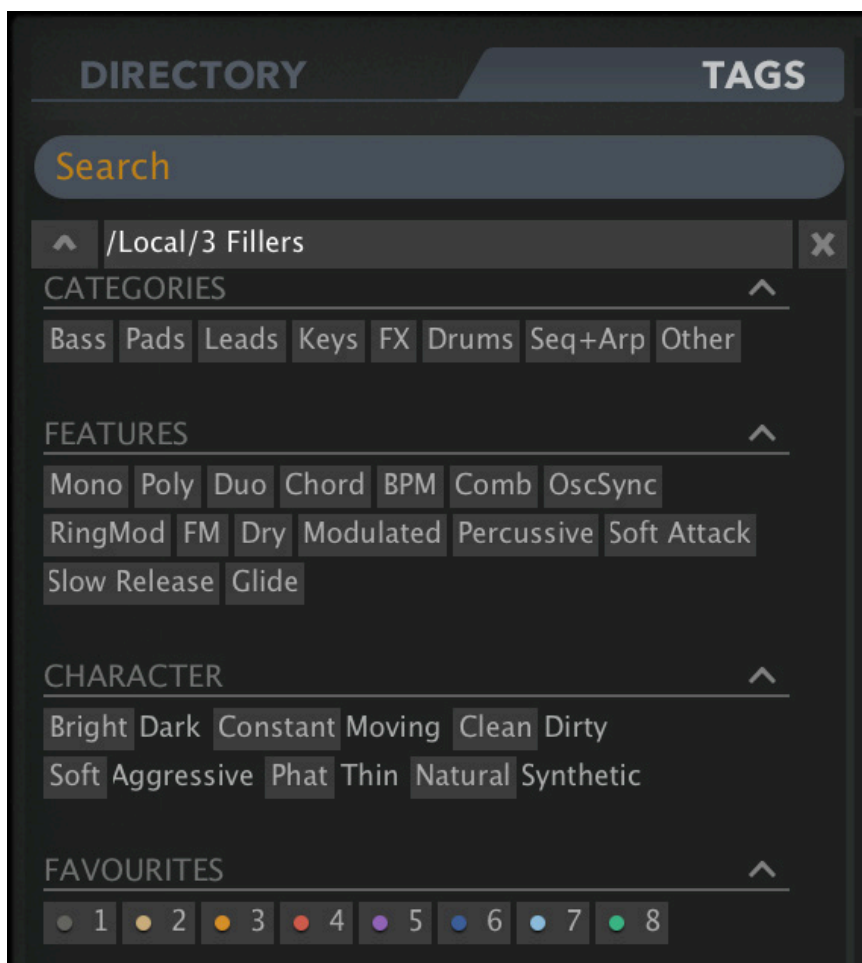 DIRECTORY TAGS
Search
/Local/3 Fillers
CATEGORIES
Bass Pads Leads Keys FX Drums Seq+Arp Other
FEATURES
Mono Poly Duo Chord BPM Comb OscSync
RingMod FM Dry Modulated Percussive Soft Attack
Slow Release Glide
CHARACTER
Bright Dark Constant Moving Clean Dirty
Soft Aggressive Phat Thin Natural Synthetic
FAVOURITES
1 2 3 4 5 6 7 8